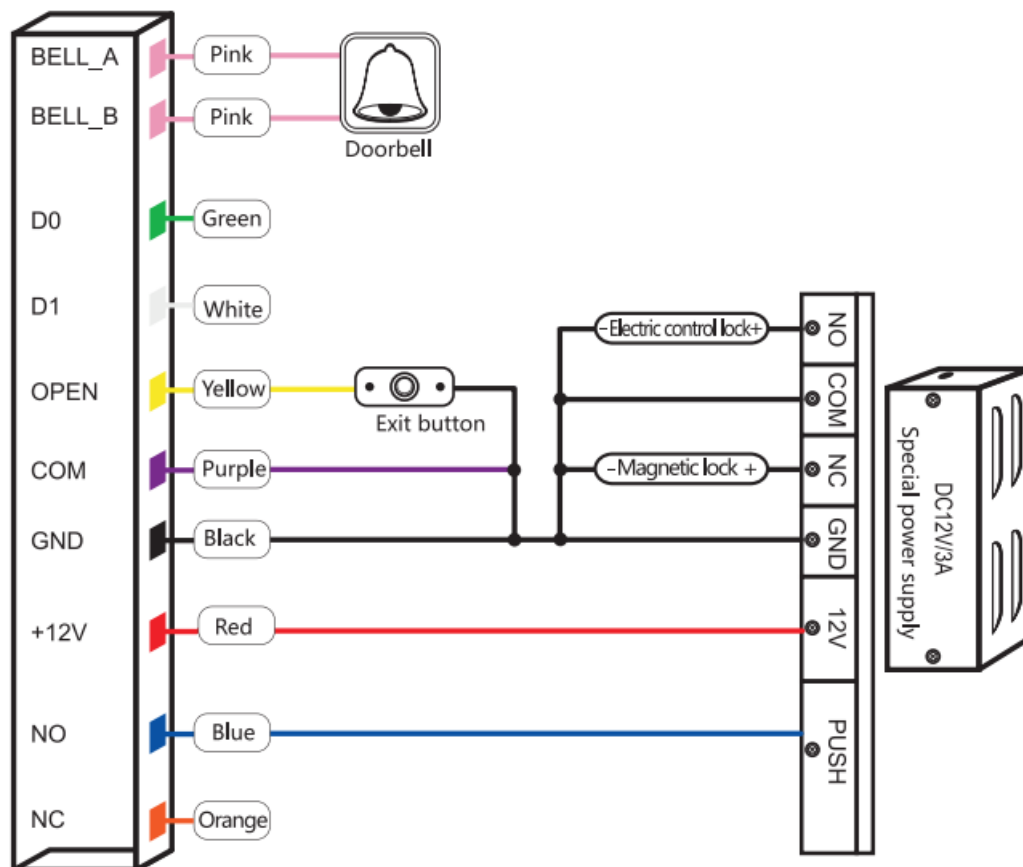 BELL_A
Pink
BELL_B
Pink
Doorbell
D0
Green
D1
White
OPEN
Yellow
Exit button
COM
Purple
GND
Black
+12V
Red
NO
Blue
NC
Orange
-Electric control lock+
-Magnetic lock +
NO
COM
NC
GND
12V
PUSH
DC12V/3A
Special power supply